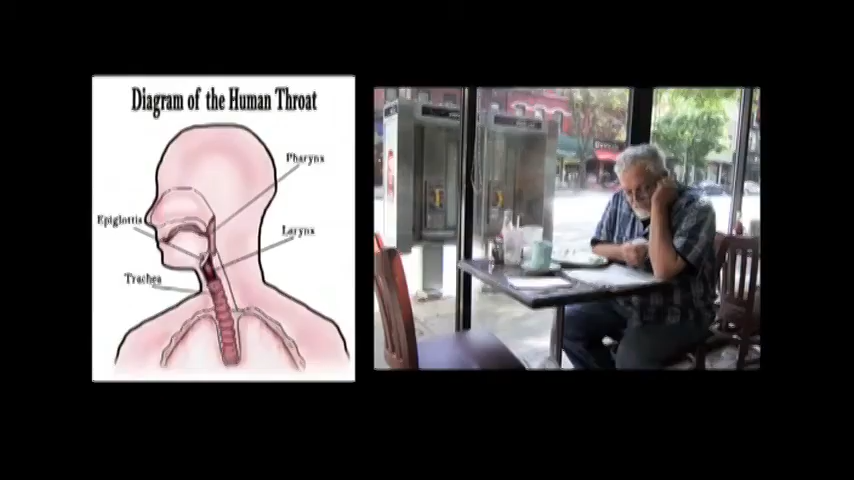 Diagram of the Human Throat
Pharynx
Epiglottis
Larynx
Trachea